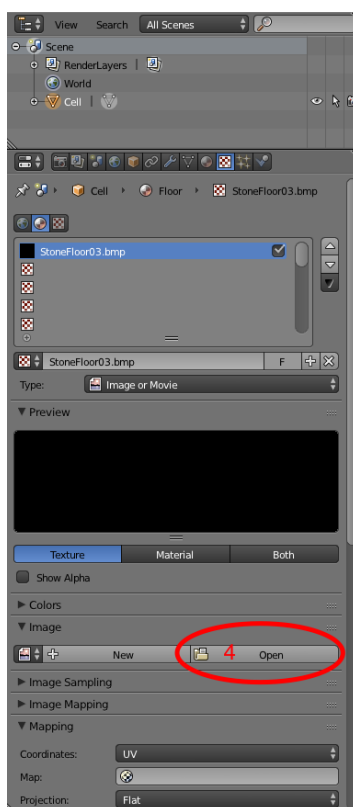 View Search All Scenes
Scene
RenderLayers
World
Cell
Cell Floor StoneFloor03.bmp
StoneFloor03.bmp
StoneFloor03.bmp F
Type: Image or Movie
Preview
Texture Material Both
Show Alpha
Colors
Image
New 4 Open
Image Sampling
Image Mapping
Mapping
Coordinates: UV
Map:
Projection: Flat